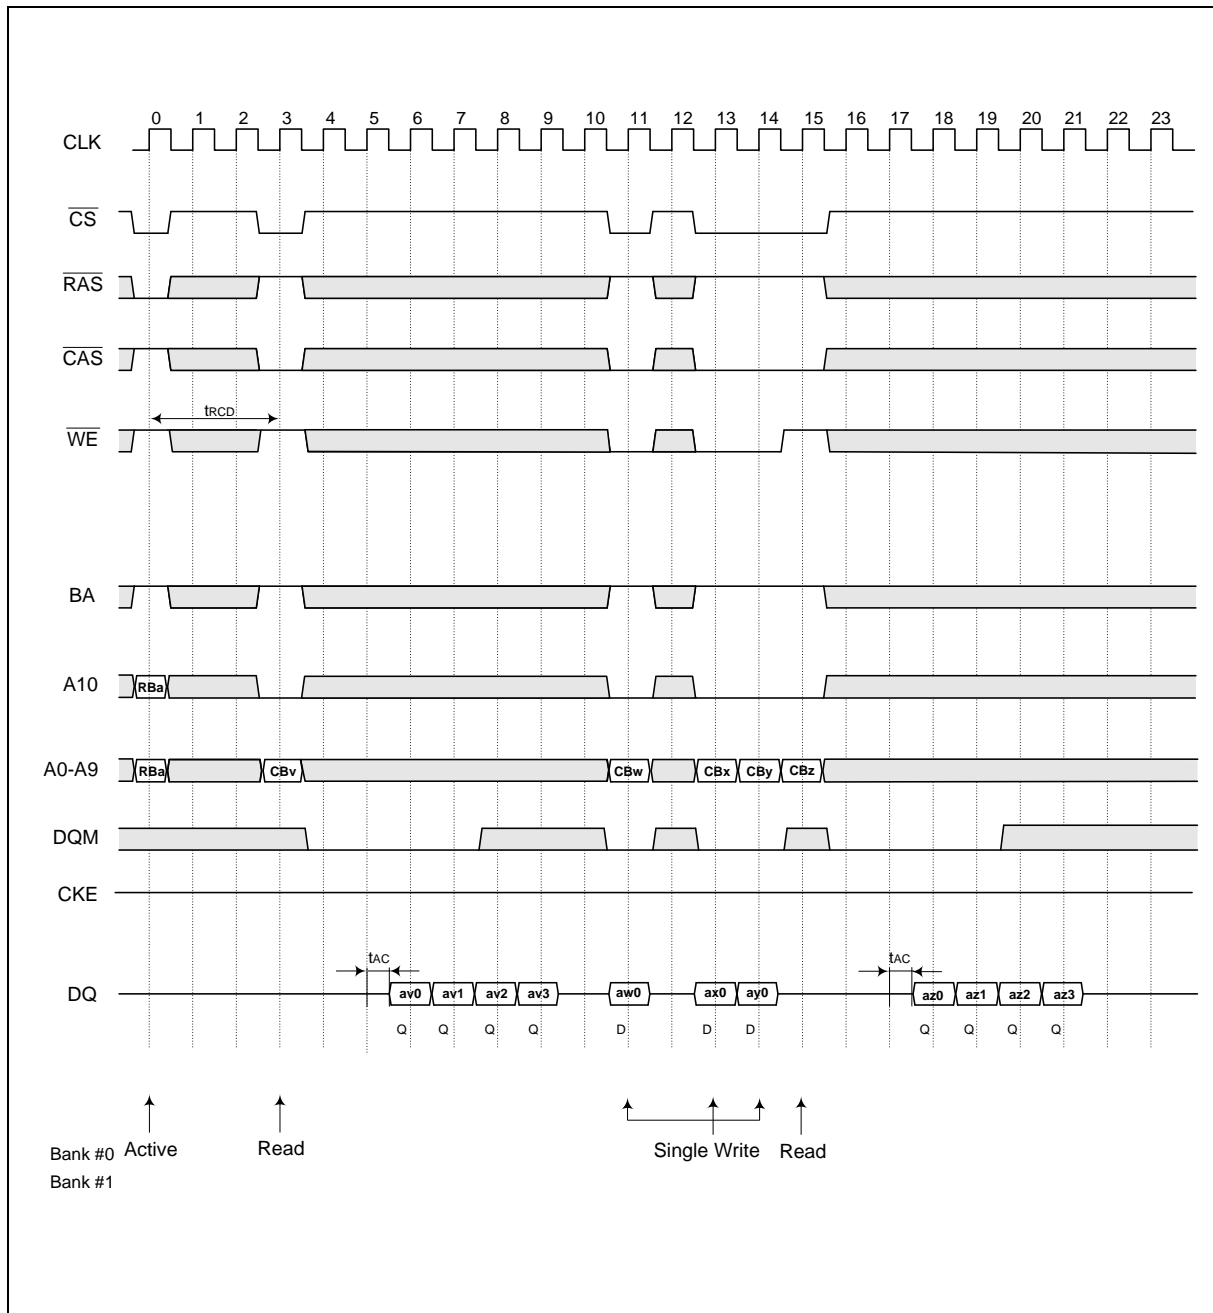 0 1 2 3 4 5 6 7 8 9 10 11 12 13 14 15 16 17 18 19 20 21 22 23
CLK
CS
RAS
CAS
tRCD
WE
BA
A10 RBa
A0-A9 RBa CBv CBw CBx CBy CBz
DQM
CKE
tAC tAC
DQ av0 av1 av2 av3 aw0 ax0 ay0 az0 az1 az2 az3
Q Q Q Q D D D Q Q Q Q
Bank #0 Active Read Single Write Read
Bank #1